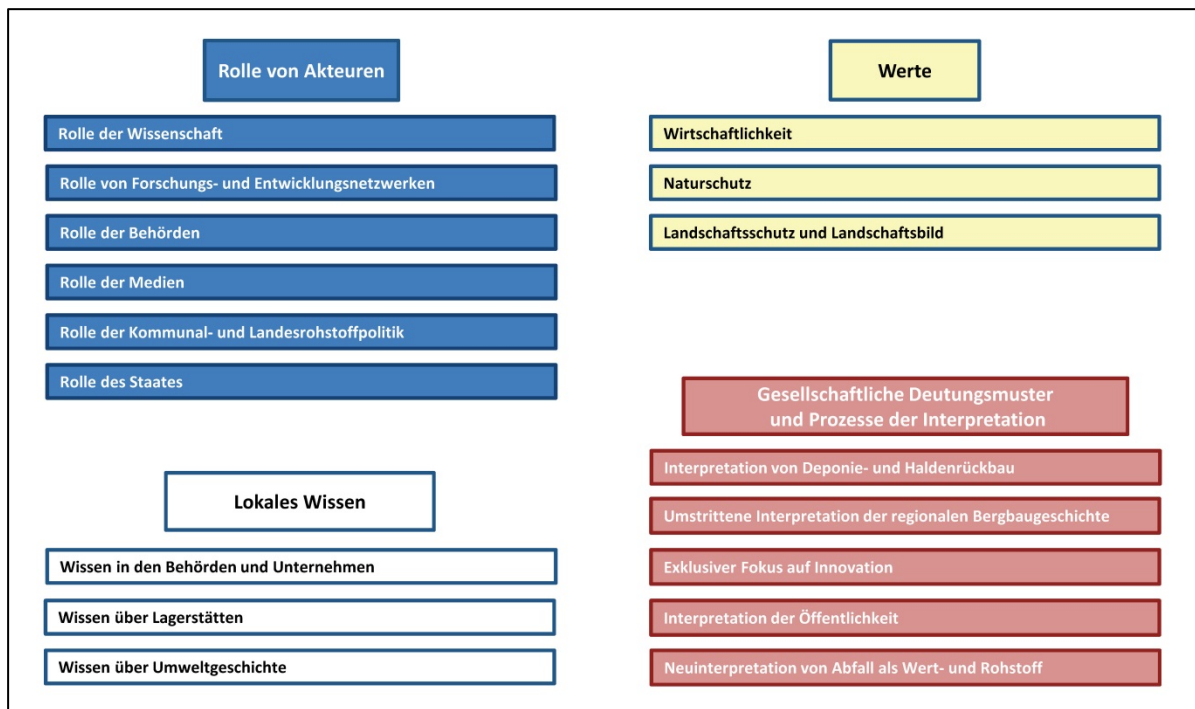 Rolle von Akteuren
Rolle der Wissenschaft
Rolle von Forschungs- und Entwicklungsnetzwerken
Rolle der Behörden
Rolle der Medien
Rolle der Kommunal- und Landesrohstoffpolitik
Rolle des Staates
Lokales Wissen
Wissen in den Behörden und Unternehmen
Wissen über Lagerstätten
Wissen über Umweltgeschichte
Werte
Wirtschaftlichkeit
Naturschutz
Landschaftsschutz und Landschaftsbild
Gesellschaftliche Deutungsmuster
und Prozesse der Interpretation
Interpretation von Deponie- und Haldenrückbau
Umstrittene Interpretation der regionalen Bergbaugeschichte
Exklusiver Fokus auf Innovation
Interpretation der Öffentlichkeit
Neuinterpretation von Abfall als Wert- und Rohstoff